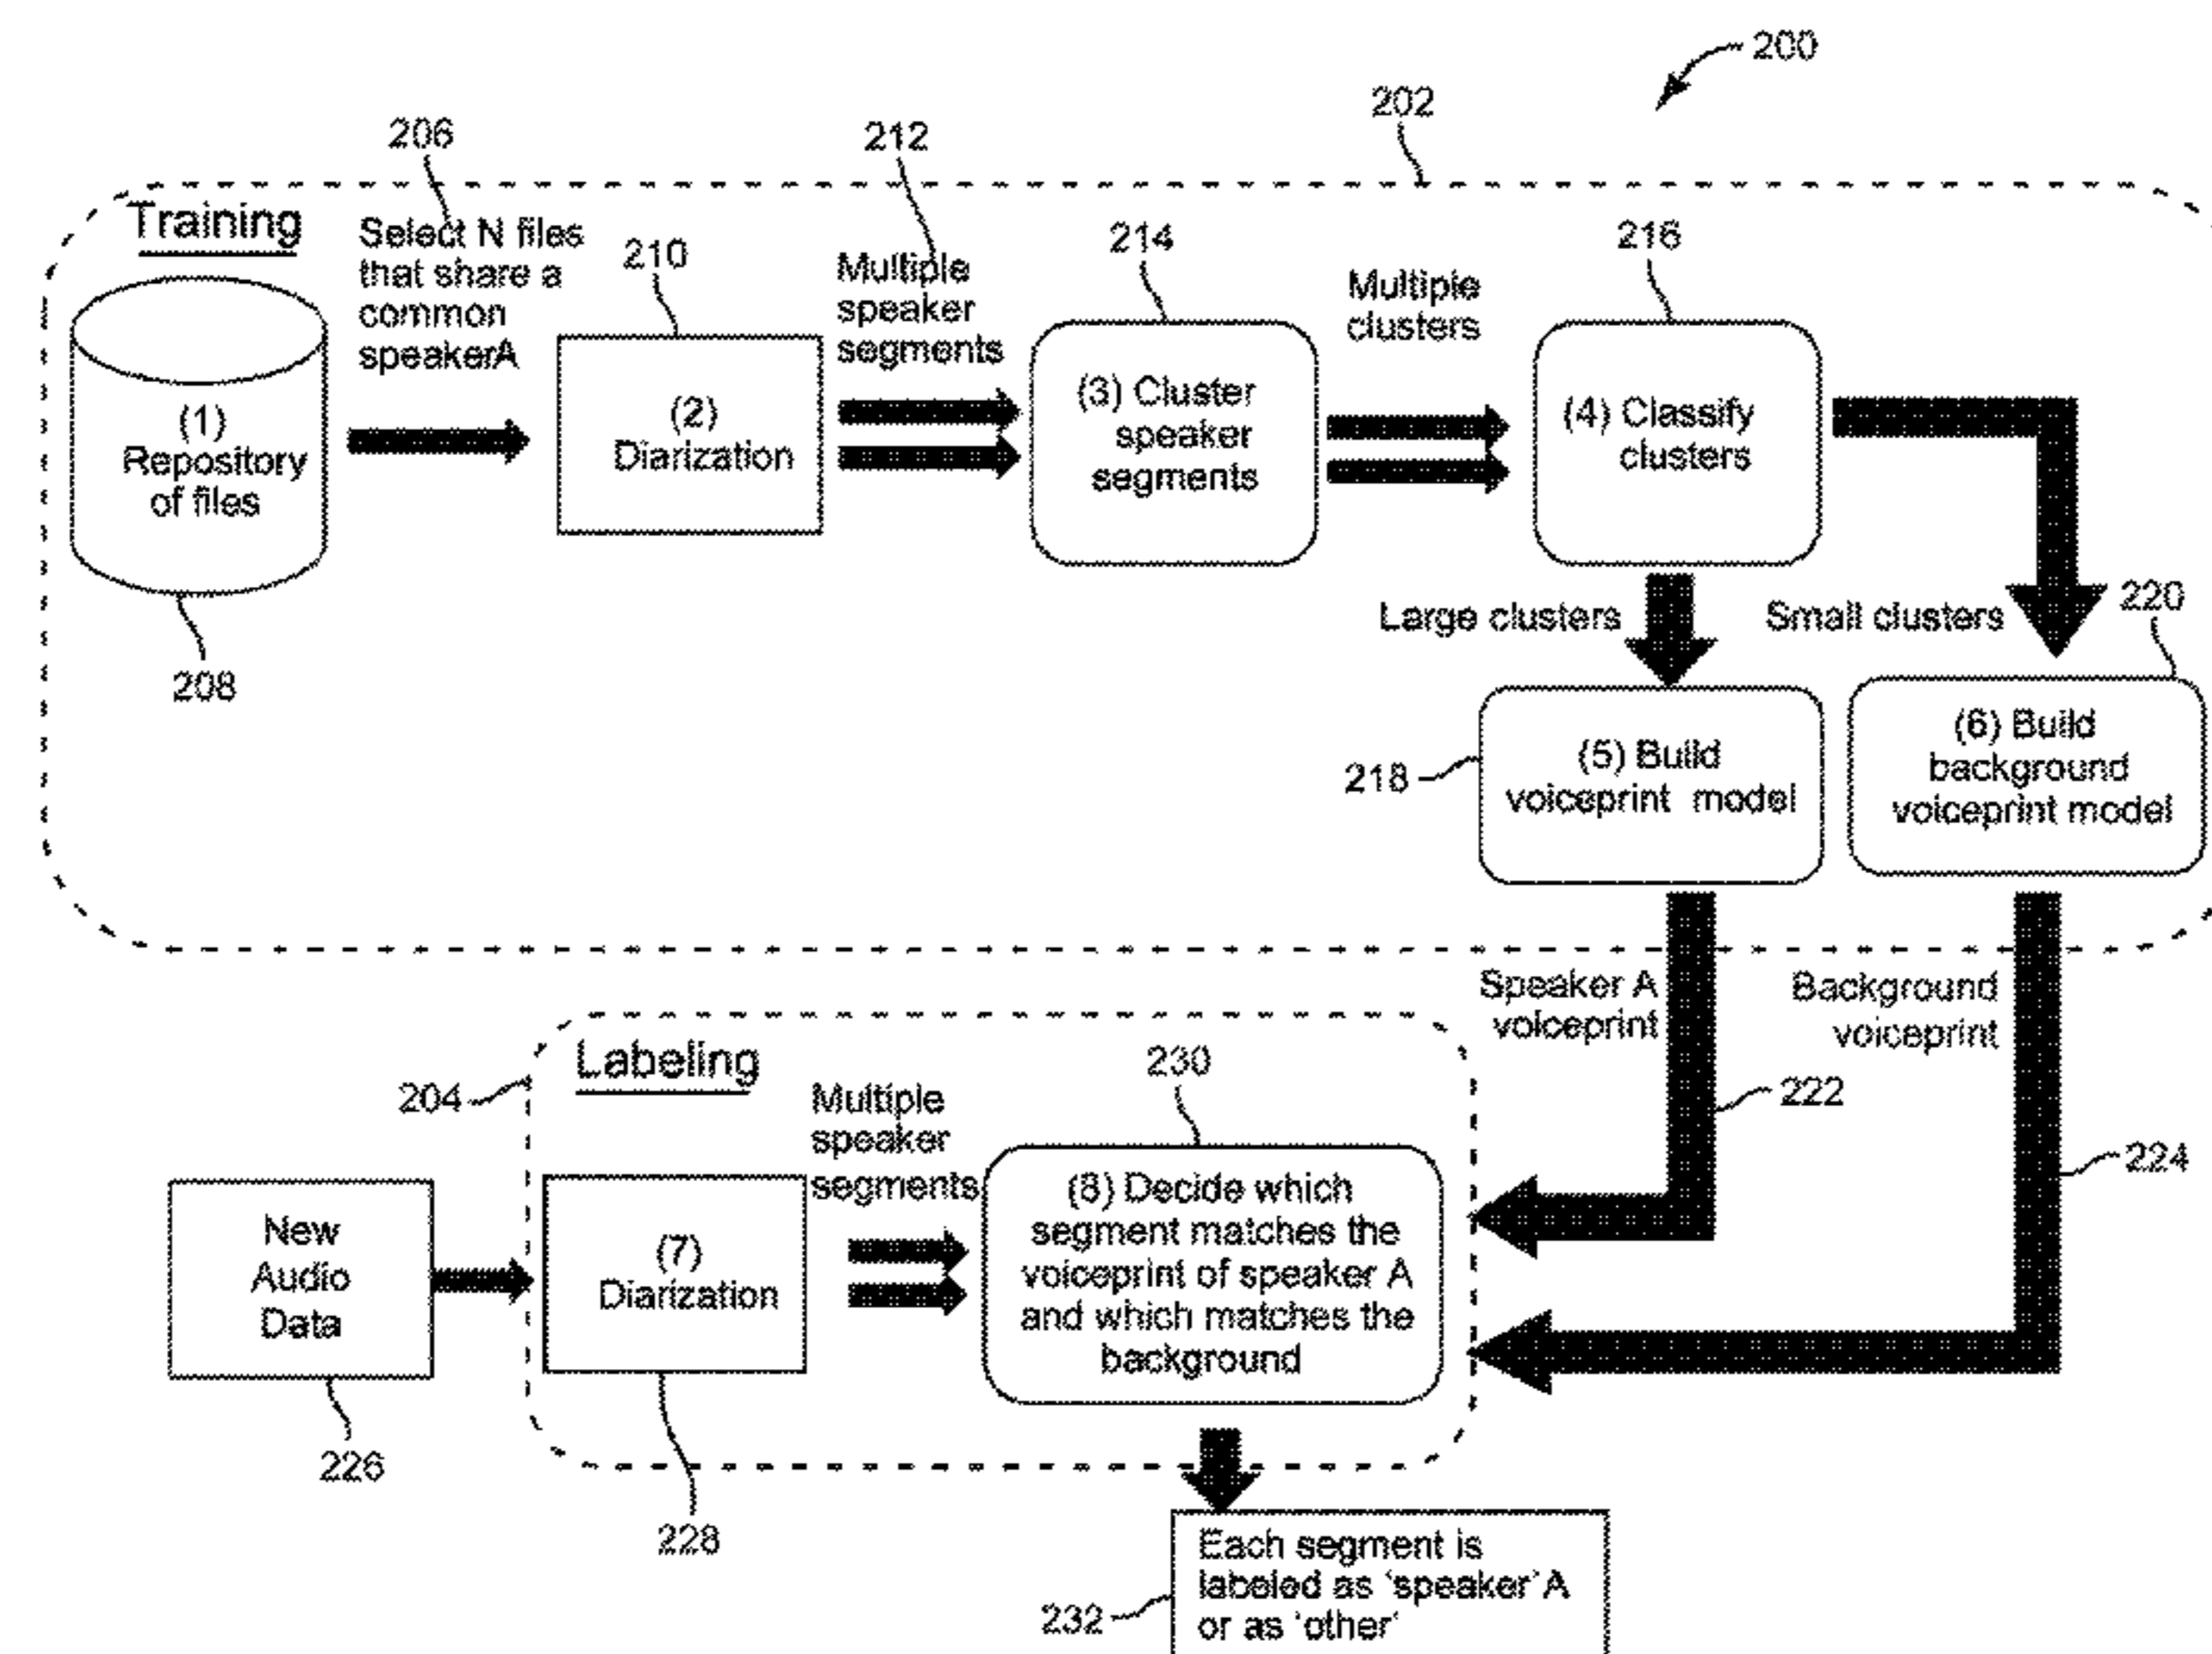 200
202
206
212
Training
Select N files
that share a
common
speakerA
210
Multiple
speaker
segments
214
Multiple
clusters
216
(1)
Repository
of files
(2)
Diarization
(3) Cluster
speaker
segments
(4) Classify
clusters
208
Large clusters
Small clusters
220
218
(5) Build
voiceprint model
(6) Build
background
voiceprint model
Speaker A
voiceprint
Background
voiceprint
204
Labeling
Multiple
speaker
segments
230
222
224
New
Audio
Data
(7)
Diarization
(8) Decide which
segment matches the
voiceprint of speaker A
and which matches the
background
226
228
Each segment is
labeled as 'speaker' A
or as 'other'
232